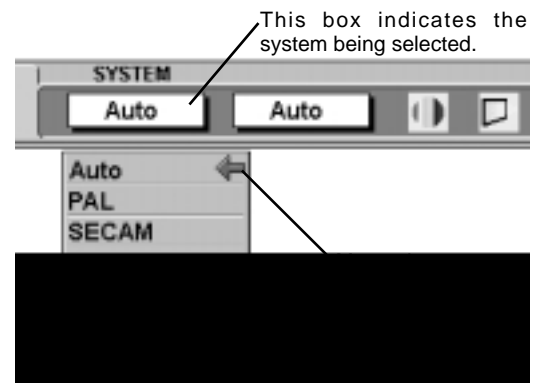 This box indicates the
system being selected.
SYSTEM
Auto Auto
Auto
PAL
SECAM